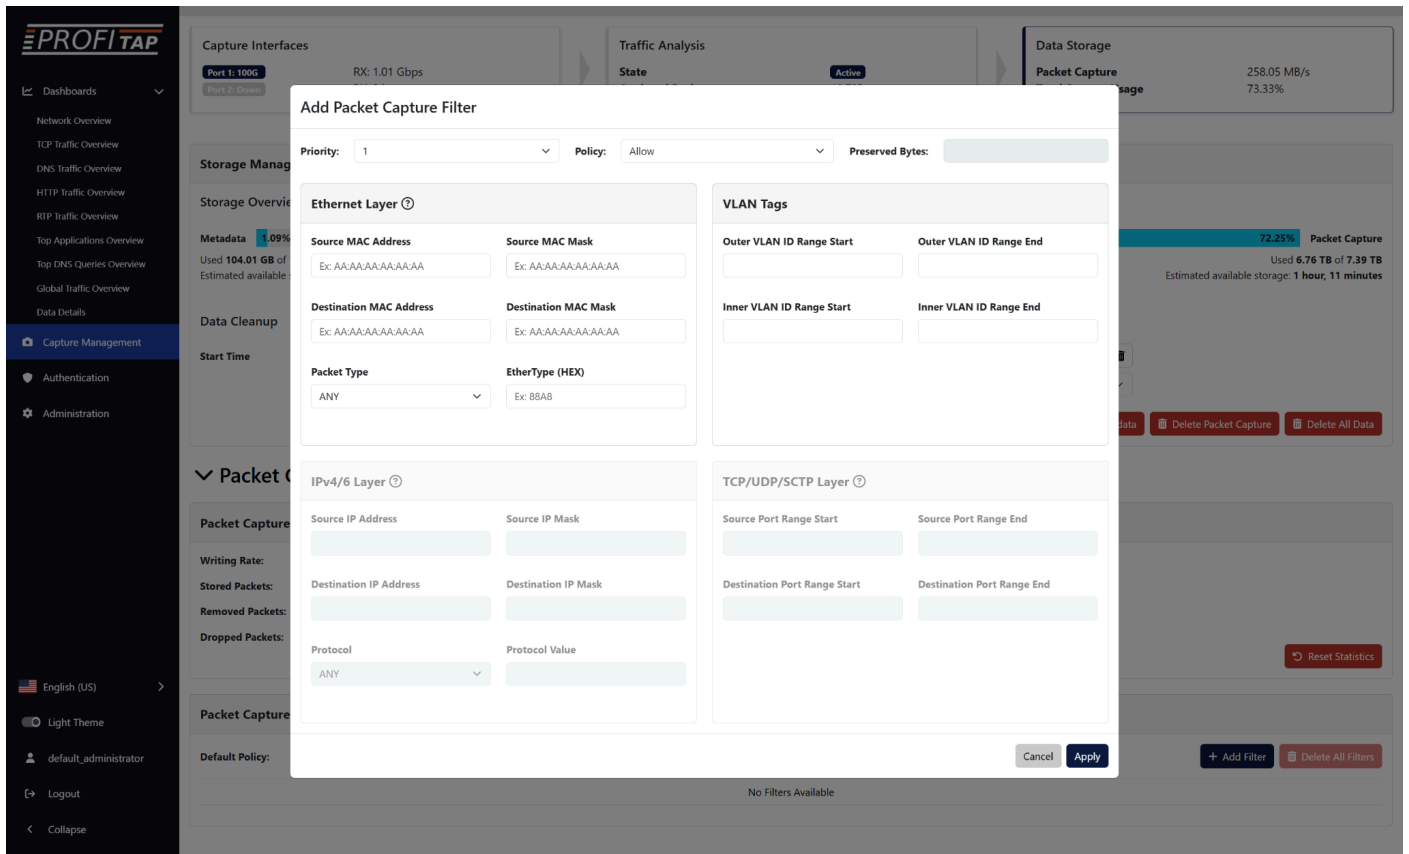 PROFITAP
Dashboards
Network Overview
TCP Traffic Overview
DNS Traffic Overview
HTTP Traffic Overview
RTP Traffic Overview
Top Applications Overview
Top DNS Queries Overview
Global Traffic Overview
Data Details
Capture Management
Authentication
Administration
English (US)
Light Theme
default_administrator
Logout
Collapse
Capture Interfaces
Port 1: 100G RX: 1.01 Gbps
Port 2: Down
Traffic Analysis
State Active
Data Storage
Packet Capture 258.05 MB/s
73.33%
Storage Manag
Storage Overvie
Metadata 1.09%
Used 104.01 GB of
Estimated available
72.25% Packet Capture
Used 6.76 TB of 7.39 TB
Estimated available storage: 1 hour, 11 minutes
Data Cleanup
Start Time
Delete Packet Capture
Delete All Data
Packet
Packet Capture
Writing Rate:
Stored Packets:
Removed Packets:
Dropped Packets:
Reset Statistics
Packet Capture
Default Policy:
Add Filter
Delete All Filters
No Filters Available
Add Packet Capture Filter
Priority: 1 Policy: Allow Preserved Bytes:
Ethernet Layer ?
Source MAC Address Source MAC Mask
Ex: AA:AA:AA:AA:AA:AA Ex: AA:AA:AA:AA:AA:AA
Destination MAC Address Destination MAC Mask
Ex: AA:AA:AA:AA:AA:AA Ex: AA:AA:AA:AA:AA:AA
Packet Type EtherType (HEX)
ANY Ex: 88A8
VLAN Tags
Outer VLAN ID Range Start Outer VLAN ID Range End
Inner VLAN ID Range Start Inner VLAN ID Range End
IPv4/6 Layer ?
Source IP Address Source IP Mask
Destination IP Address Destination IP Mask
Protocol Protocol Value
ANY
TCP/UDP/SCTP Layer ?
Source Port Range Start Source Port Range End
Destination Port Range Start Destination Port Range End
Cancel Apply